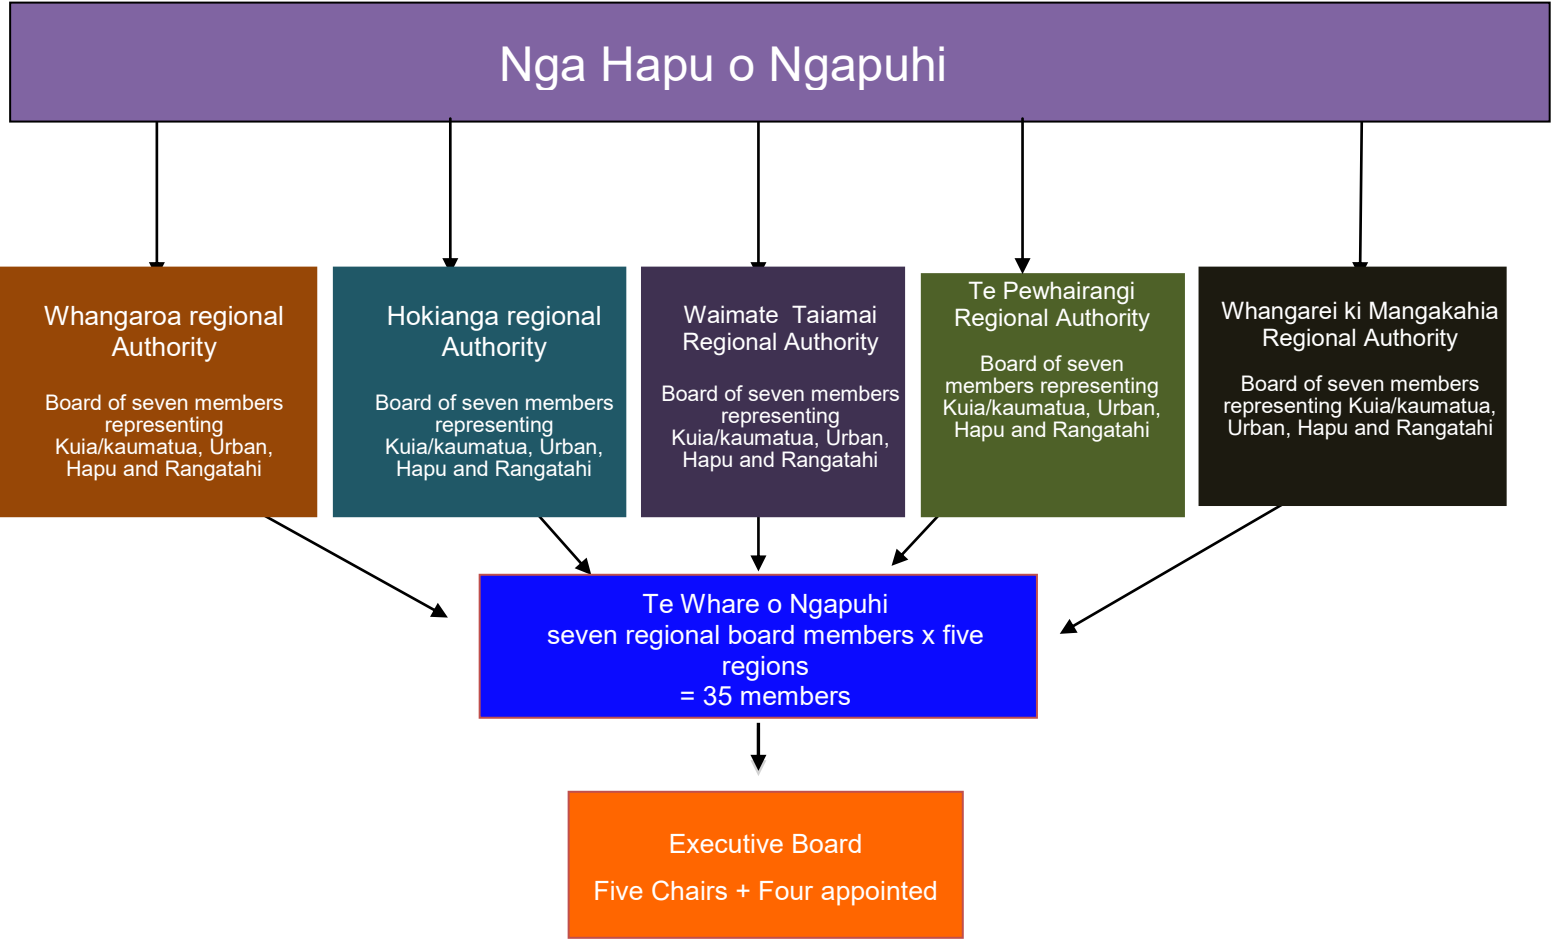 Nga Hapu o Ngapuhi
Whangaroa regional
Authority
Board of seven members
representing
Kuia/kaumatua, Urban,
Hapu and Rangatahi
Hokianga regional
Authority
Board of seven members
representing
Kuia/kaumatua, Urban,
Hapu and Rangatahi
Waimate Taiamai
Regional Authority
Board of seven members
representing
Kuia/kaumatua, Urban,
Hapu and Rangatahi
Te Pewhairangi
Regional Authority
Board of seven
members representing
Kuia/kaumatua, Urban,
Hapu and Rangatahi
Whangarei ki Mangakahia
Regional Authority
Board of seven members
representing Kuia/kaumatua,
Urban, Hapu and Rangatahi
Te Whare o Ngapuhi
seven regional board members x five
regions
= 35 members
Executive Board
Five Chairs + Four appointed